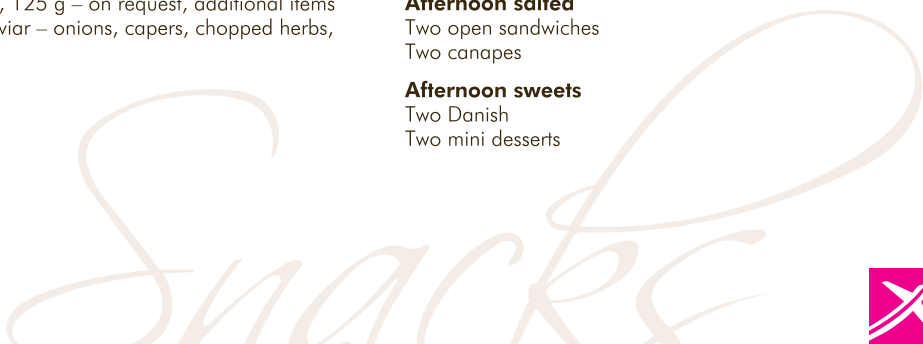 , 125 g – on request, additional items
viar – onions, capers, chopped herbs,
Afternoon salted
Two open sandwiches
Two canapes
Afternoon sweets
Two Danish
Two mini desserts
Snacks